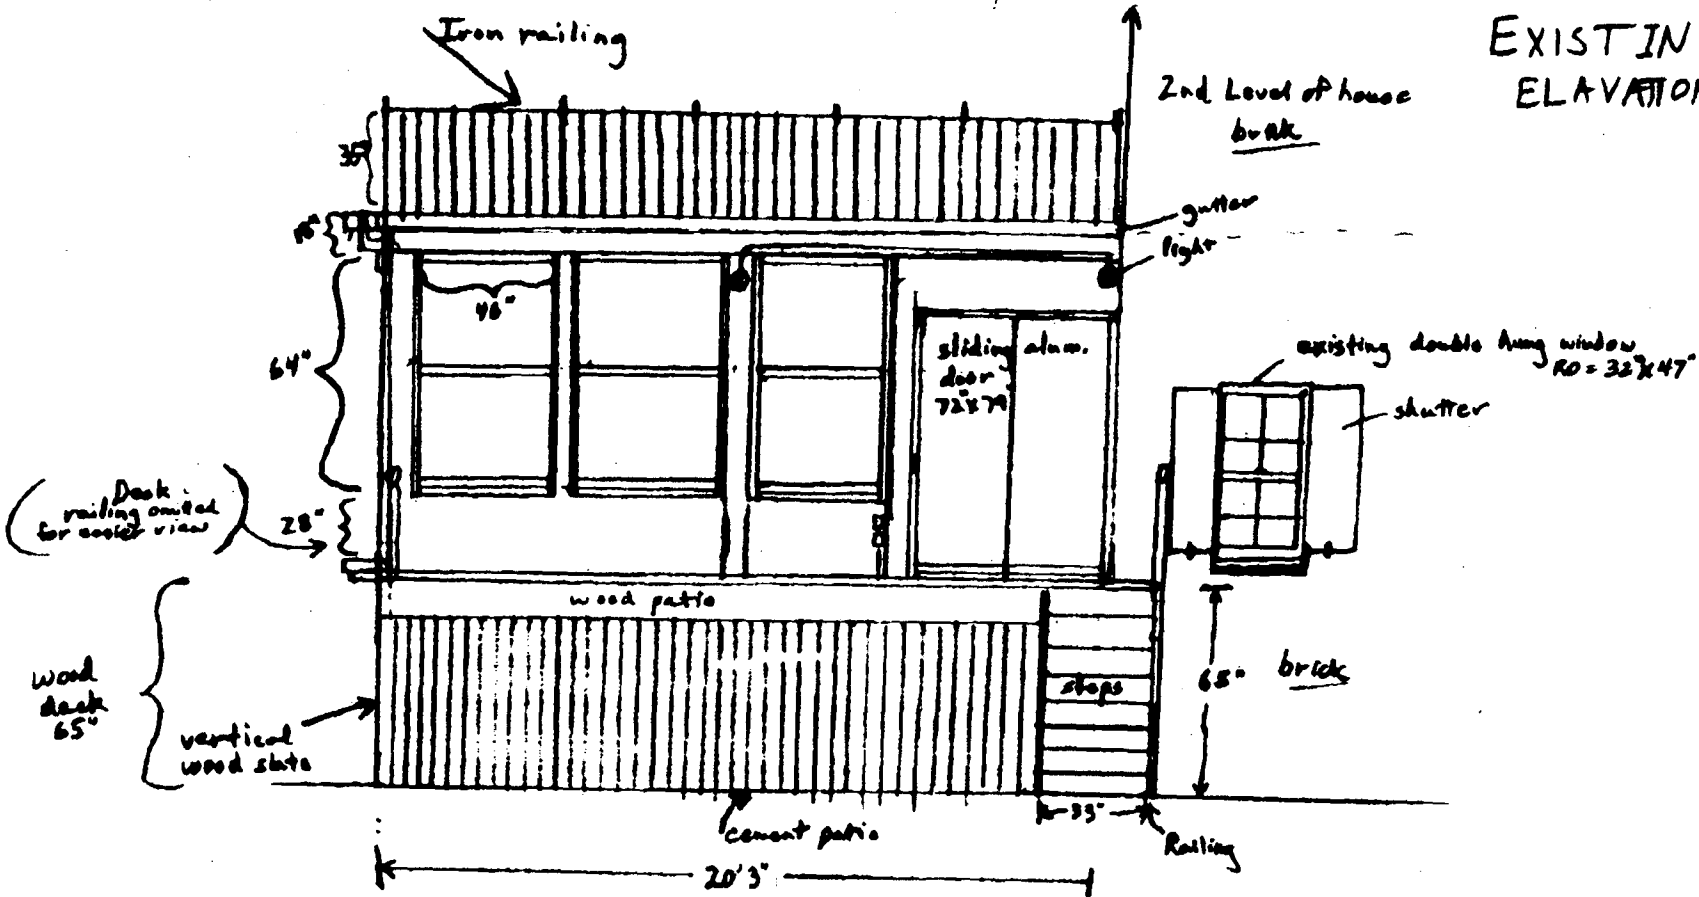 EXISTIN
ELAVATION
Iron railing
2nd Level of house
brick
35"
gutter
light
46"
64"
sliding alum.
door
72"x79
existing double hung window
RO = 32"x47"
shutter
(Deck
railing omitted
for easier view)
28"
wood patio
wood
deck
65"
vertical
wood slats
steps
65"
brick
33"
cement patio
Railing
20'3"